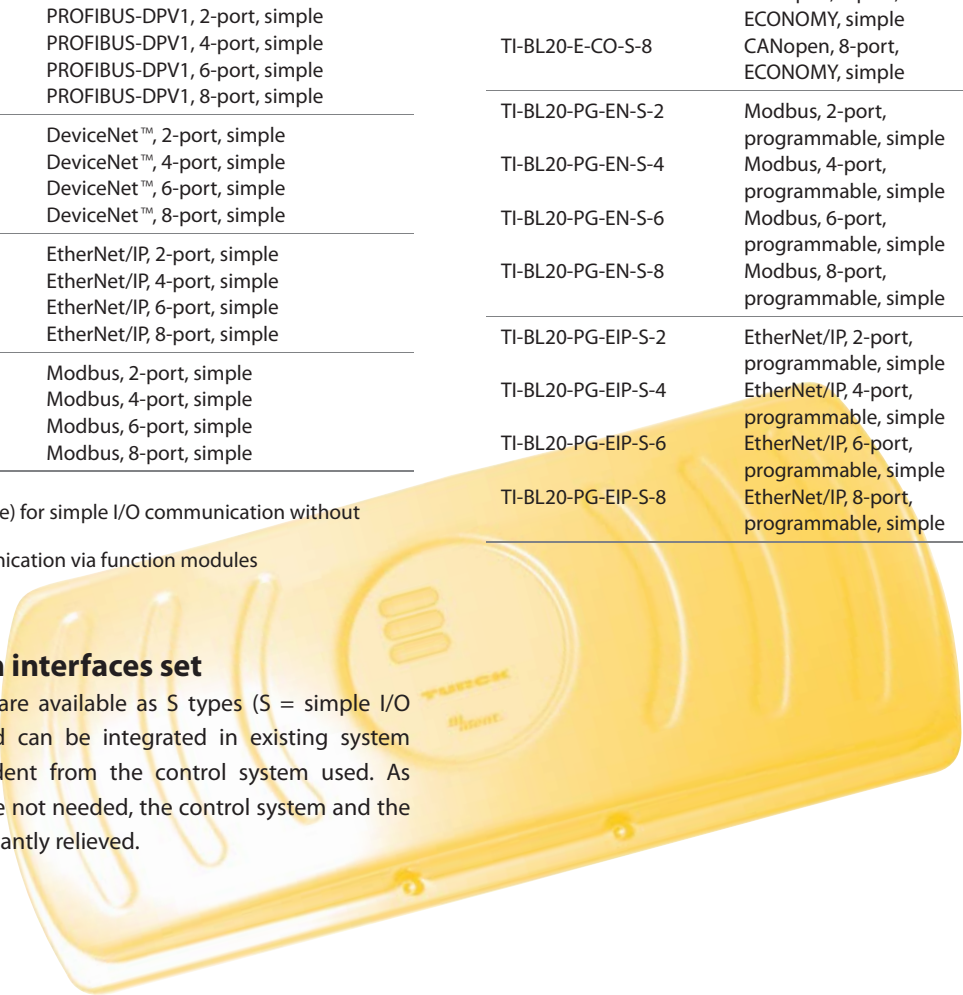 PROFIBUS-DPV1, 2-port, simple
PROFIBUS-DPV1, 4-port, simple
PROFIBUS-DPV1, 6-port, simple
PROFIBUS-DPV1, 8-port, simple
DeviceNet™, 2-port, simple
DeviceNet™, 4-port, simple
DeviceNet™, 6-port, simple
DeviceNet™, 8-port, simple
EtherNet/IP, 2-port, simple
EtherNet/IP, 4-port, simple
EtherNet/IP, 6-port, simple
EtherNet/IP, 8-port, simple
Modbus, 2-port, simple
Modbus, 4-port, simple
Modbus, 6-port, simple
Modbus, 8-port, simple
e) for simple I/O communication without
nication via function modules
interfaces set
are available as S types (S = simple I/O
d can be integrated in existing system
dent from the control system used. As
e not needed, the control system and the
antly relieved.
ECONOMY, simple
TI-BL20-E-CO-S-8 CANopen, 8-port,
ECONOMY, simple
TI-BL20-PG-EN-S-2 Modbus, 2-port,
programmable, simple
TI-BL20-PG-EN-S-4 Modbus, 4-port,
programmable, simple
TI-BL20-PG-EN-S-6 Modbus, 6-port,
programmable, simple
TI-BL20-PG-EN-S-8 Modbus, 8-port,
programmable, simple
TI-BL20-PG-EIP-S-2 EtherNet/IP, 2-port,
programmable, simple
TI-BL20-PG-EIP-S-4 EtherNet/IP, 4-port,
programmable, simple
TI-BL20-PG-EIP-S-6 EtherNet/IP, 6-port,
programmable, simple
TI-BL20-PG-EIP-S-8 EtherNet/IP, 8-port,
programmable, simple
TURCK